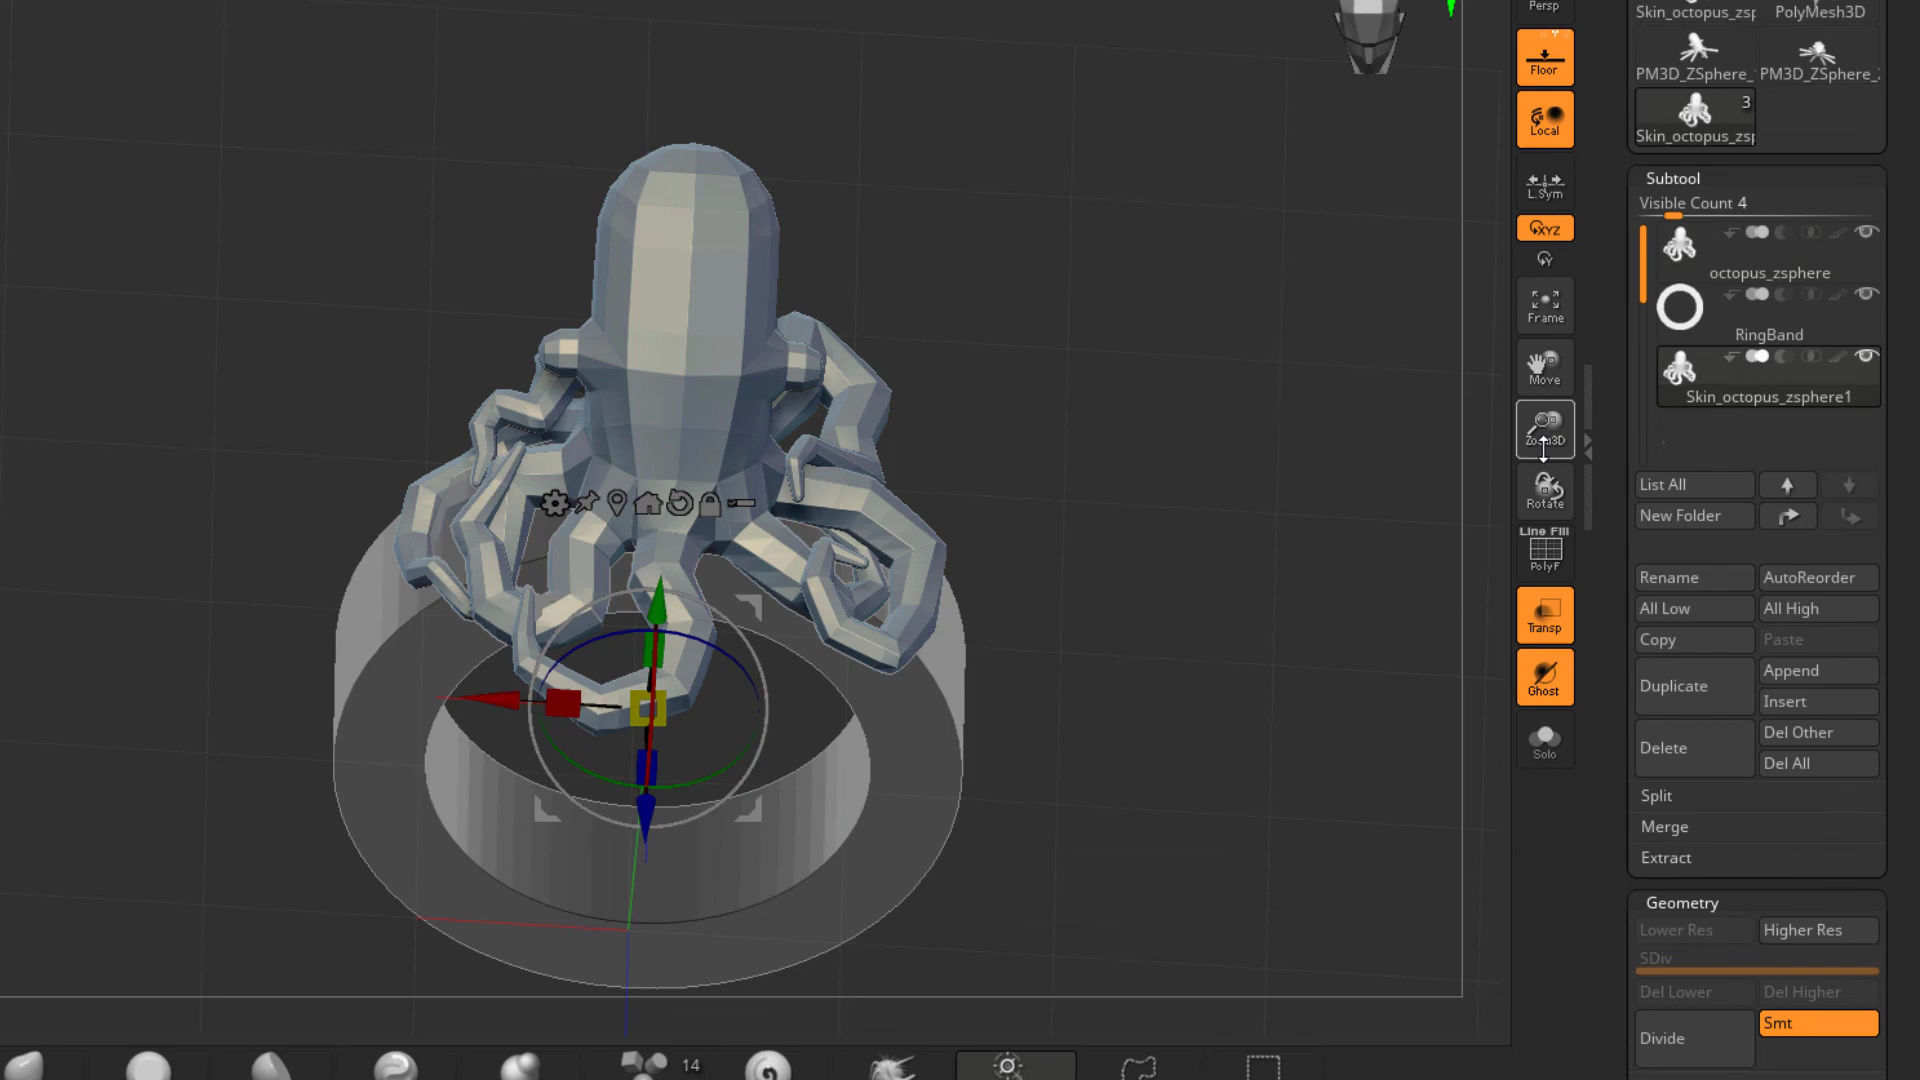 Persp
Floor
Local
L.Sym
XYZ
Y
Frame
Move
Zoom3D
Rotate
Line Fill
PolyF
Transp
Ghost
Solo
Skin_octopus_zsp PolyMesh3D
PM3D_ZSphere_ PM3D_ZSphere_
3
Skin_octopus_zsp
Subtool
Visible Count 4
octopus_zsphere
RingBand
Skin_octopus_zsphere1
List All
New Folder
Rename AutoReorder
All Low All High
Copy Paste
Duplicate Append
Insert
Delete Del Other
Del All
Split
Merge
Extract
Geometry
Lower Res Higher Res
SDiv
Del Lower Del Higher
Divide Smt
14